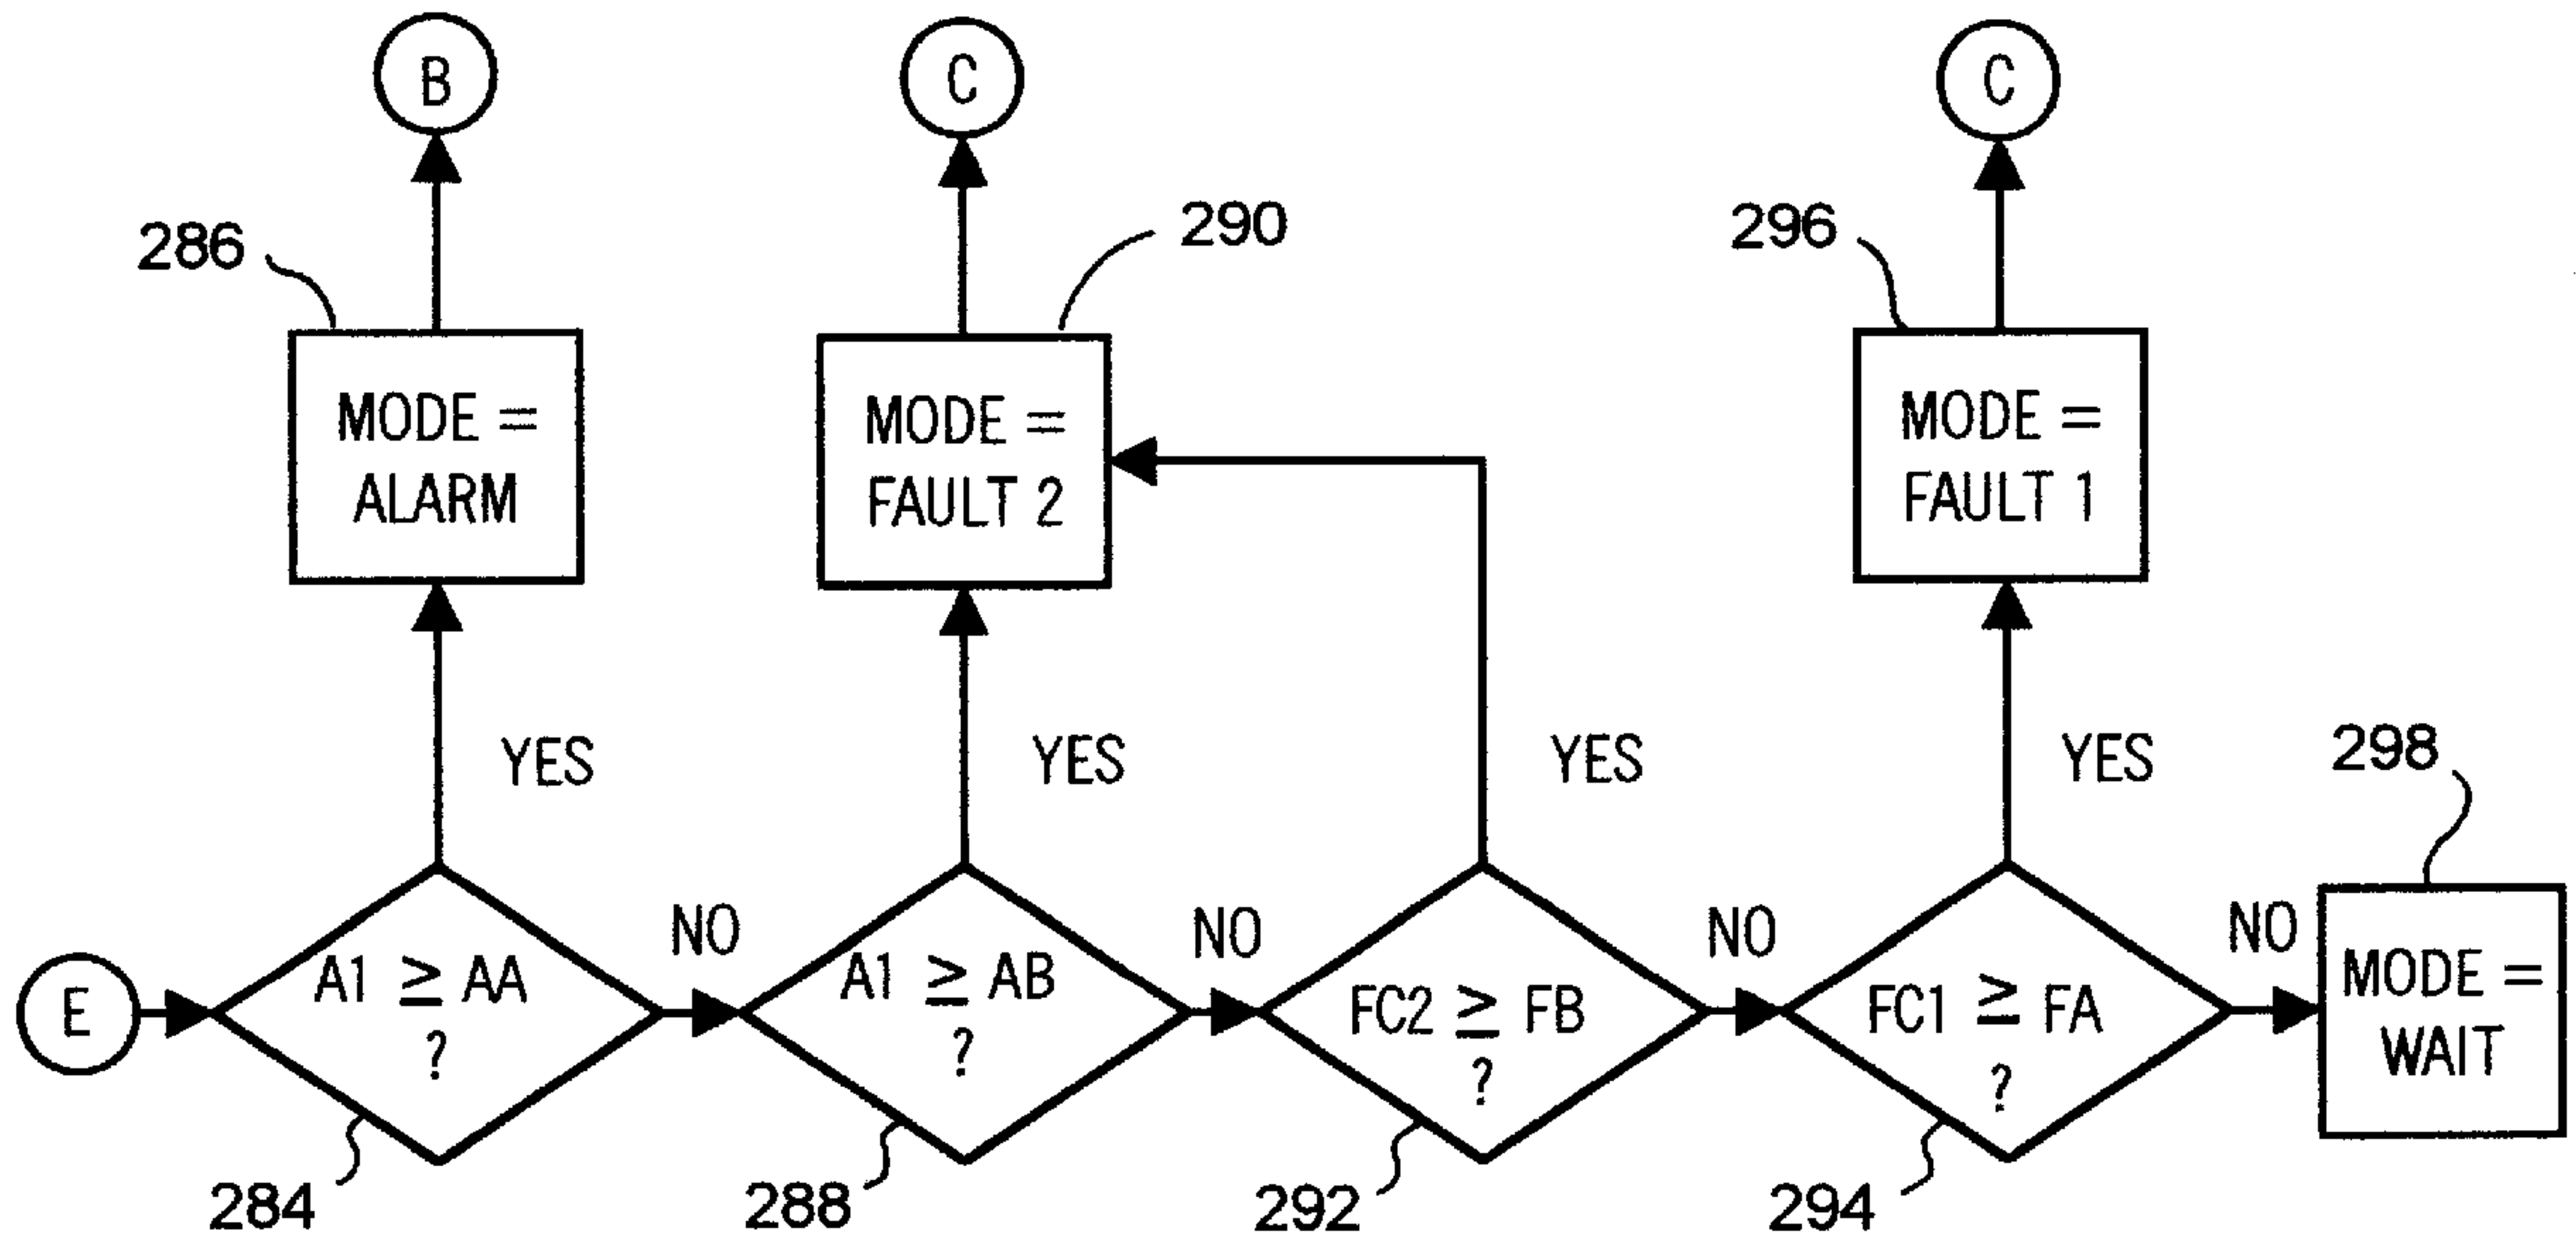 B
C
C
286
290
296
MODE =
ALARM
MODE =
FAULT 2
MODE =
FAULT 1
YES
YES
YES
YES
298
NO
NO
NO
NO
E
A1 ≥ AA
?
A1 ≥ AB
?
FC2 ≥ FB
?
FC1 ≥ FA
?
MODE =
WAIT
284
288
292
294